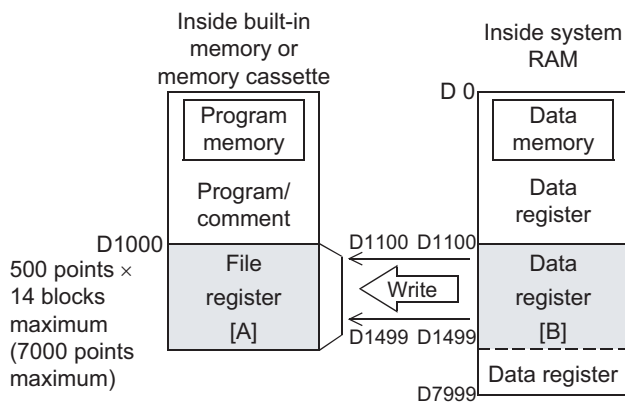 Inside built-in
memory or
memory cassette
Inside system
RAM
D 0
Program
memory
Data
memory
Program/
comment
Data
register
D1000
D1100 D1100
500 points ×
14 blocks
maximum
(7000 points
maximum)
File
register
[A]
Write
Data
register
[B]
D1499 D1499
Data register
D7999